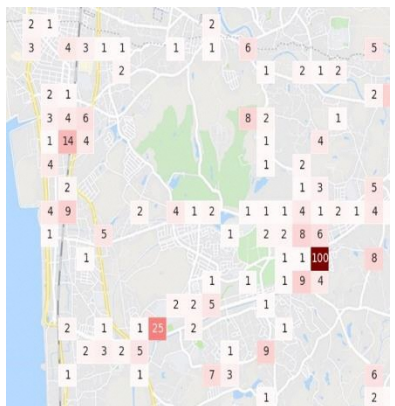 2 1 2
3 4 3 1 1 1 1 6 5
2 1 2 1 2
2 1 2
3 4 6 8 2 1
1 14 4 1 4
4 1 2
2 1 3 5
4 9 2 4 1 2 1 1 1 4 1 2 1 4
1 5 1 2 2 8 6
1 1 1 100 8
1 1 1 9 4
2 2 5 1
2 1 1 25 2 1
2 3 2 5 1 9
1 1 7 3 6
1 2